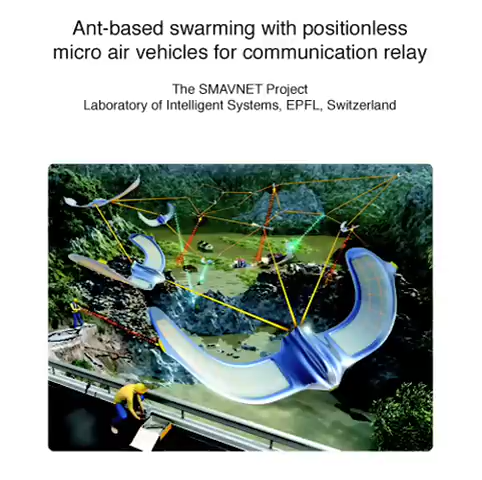 Ant-based swarming with positionless
micro air vehicles for communication relay
The SMAVNET Project
Laboratory of Intelligent Systems, EPFL, Switzerland